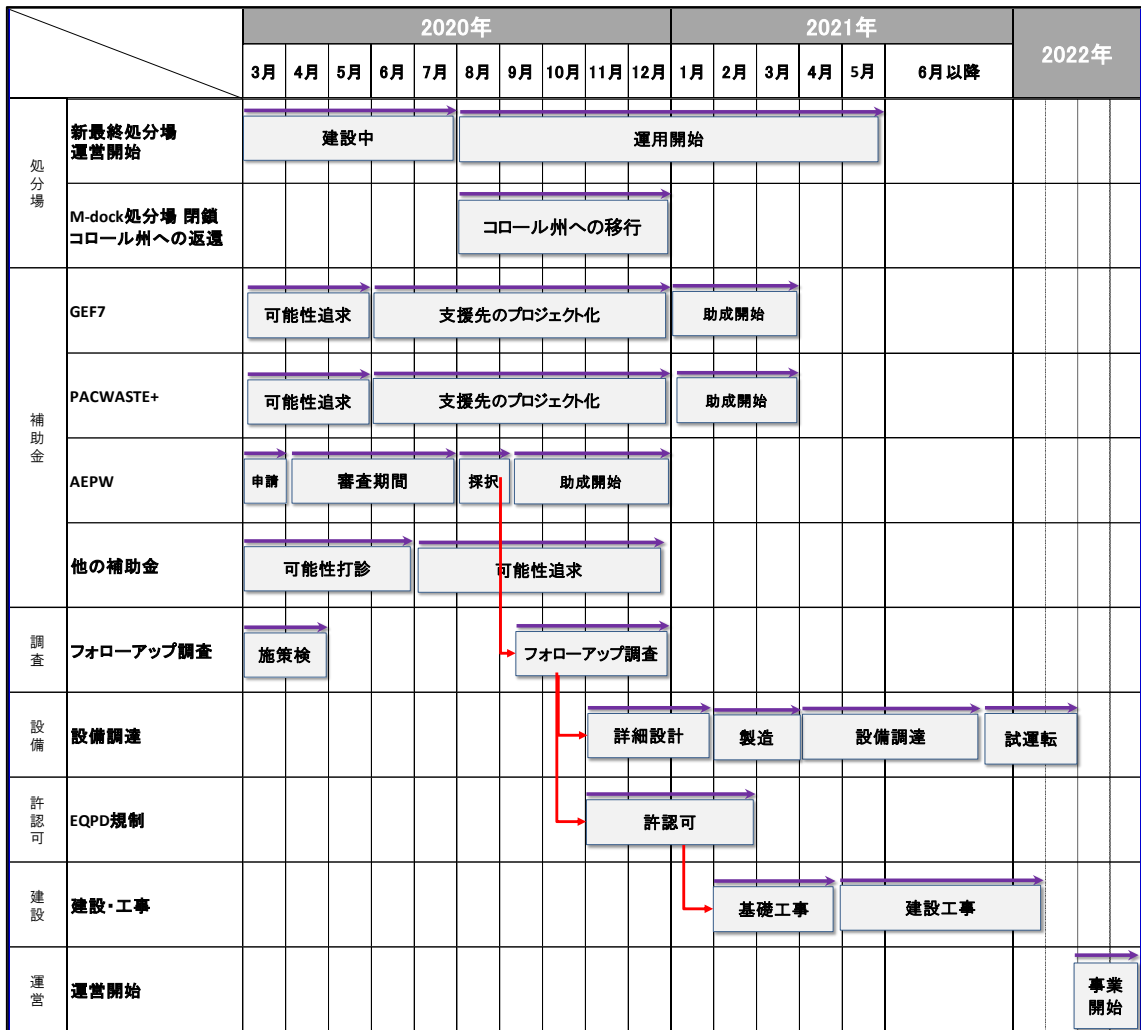 2020年
2021年
2022年
3月 4月 5月 6月 7月 8月 9月 10月 11月 12月 1月 2月 3月 4月 5月 6月以降
処分場
新最終処分場
運営開始
建設中
運用開始
M-dock処分場 閉鎖
コロール州への返還
コロール州への移行
補助金
GEF7
可能性追求
支援先のプロジェクト化
助成開始
PACWASTE+
可能性追求
支援先のプロジェクト化
助成開始
AEPW
申請
審査期間
採択
助成開始
他の補助金
可能性打診
可能性追求
調査
フォローアップ調査
施策検
フォローアップ調査
設備
設備調達
詳細設計
製造
設備調達
試運転
許認可
EQPD規制
許認可
建設
建設・工事
基礎工事
建設工事
運営
運営開始
事業
開始